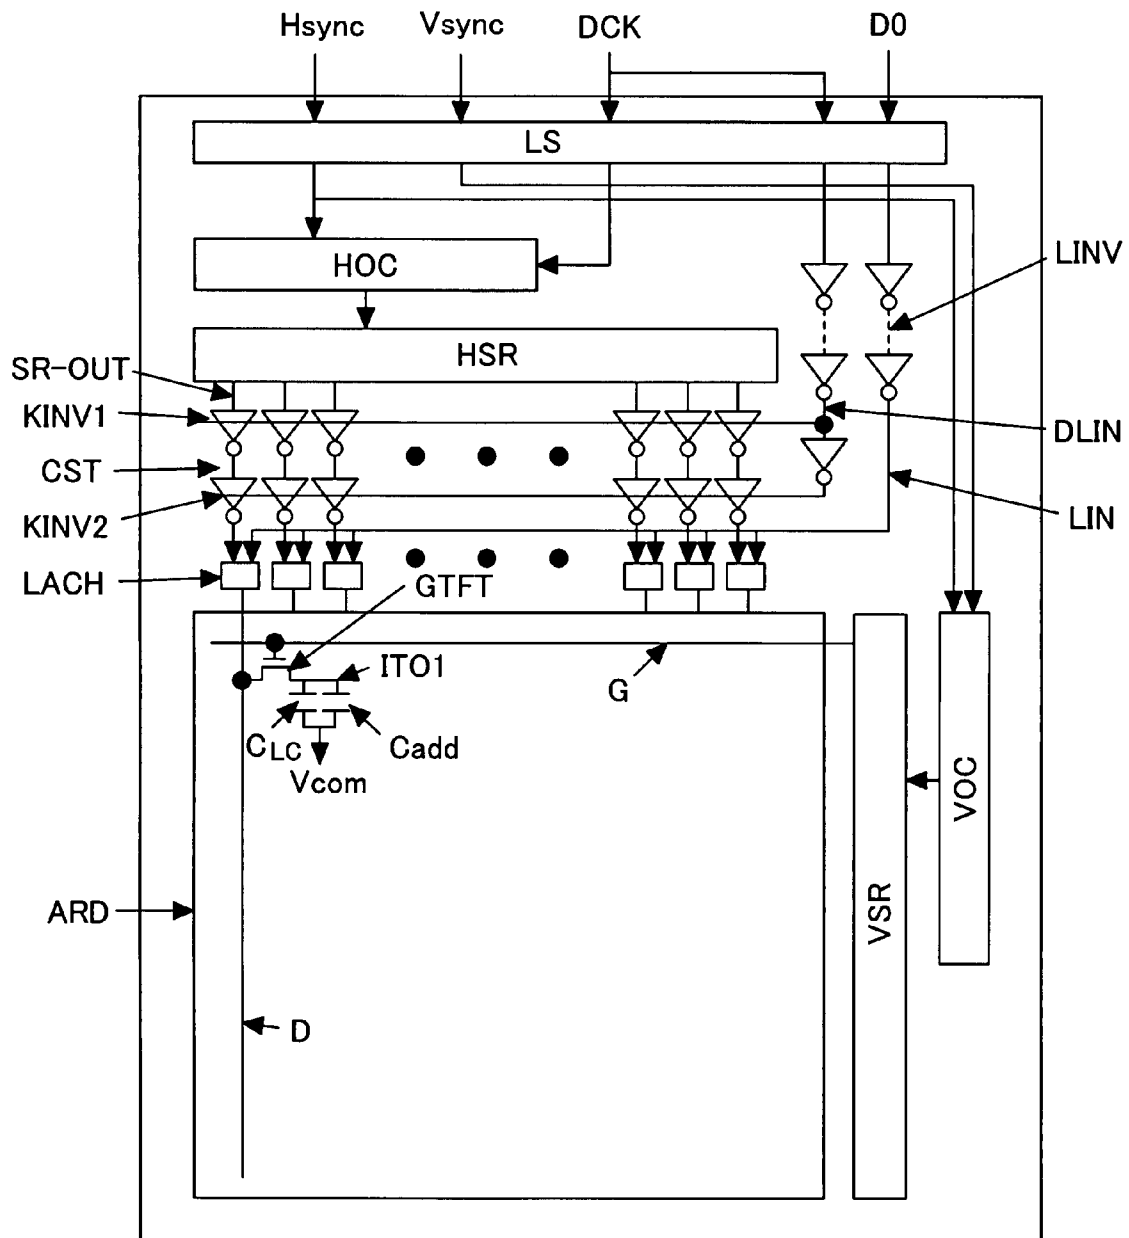 Hsync
Vsync
DCK
D0
LS
HOC
LINV
HSR
SR-OUT
KINV1
DLIN
CST
KINV2
LIN
LACH
GTFT
ITO1
G
CLC
Cadd
Vcom
VOC
VSR
ARD
D